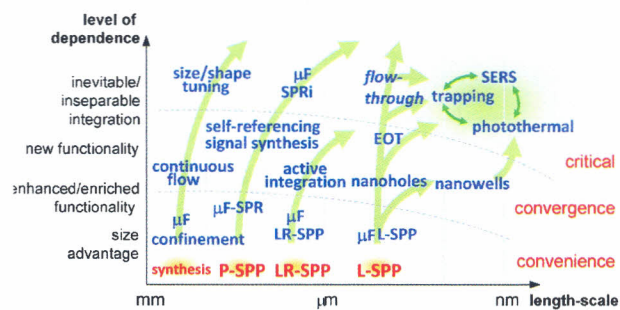 level of
dependence
inevitable/
inseparable
integration
new functionality
enhanced/enriched
functionality
size
advantage
size/shape
tuning
continuous
flow
μF
confinement
synthesis
μF
SPRi
self-referencing
signal synthesis
μF-SPR
P-SPP
active
integration
μF
LR-SPP
LR-SPP
flow-
through
EOT
nanoholes
μF L-SPP
L-SPP
SERS
trapping
photothermal
nanowells
critical
convergence
convenience
mm
μm
nm
length-scale